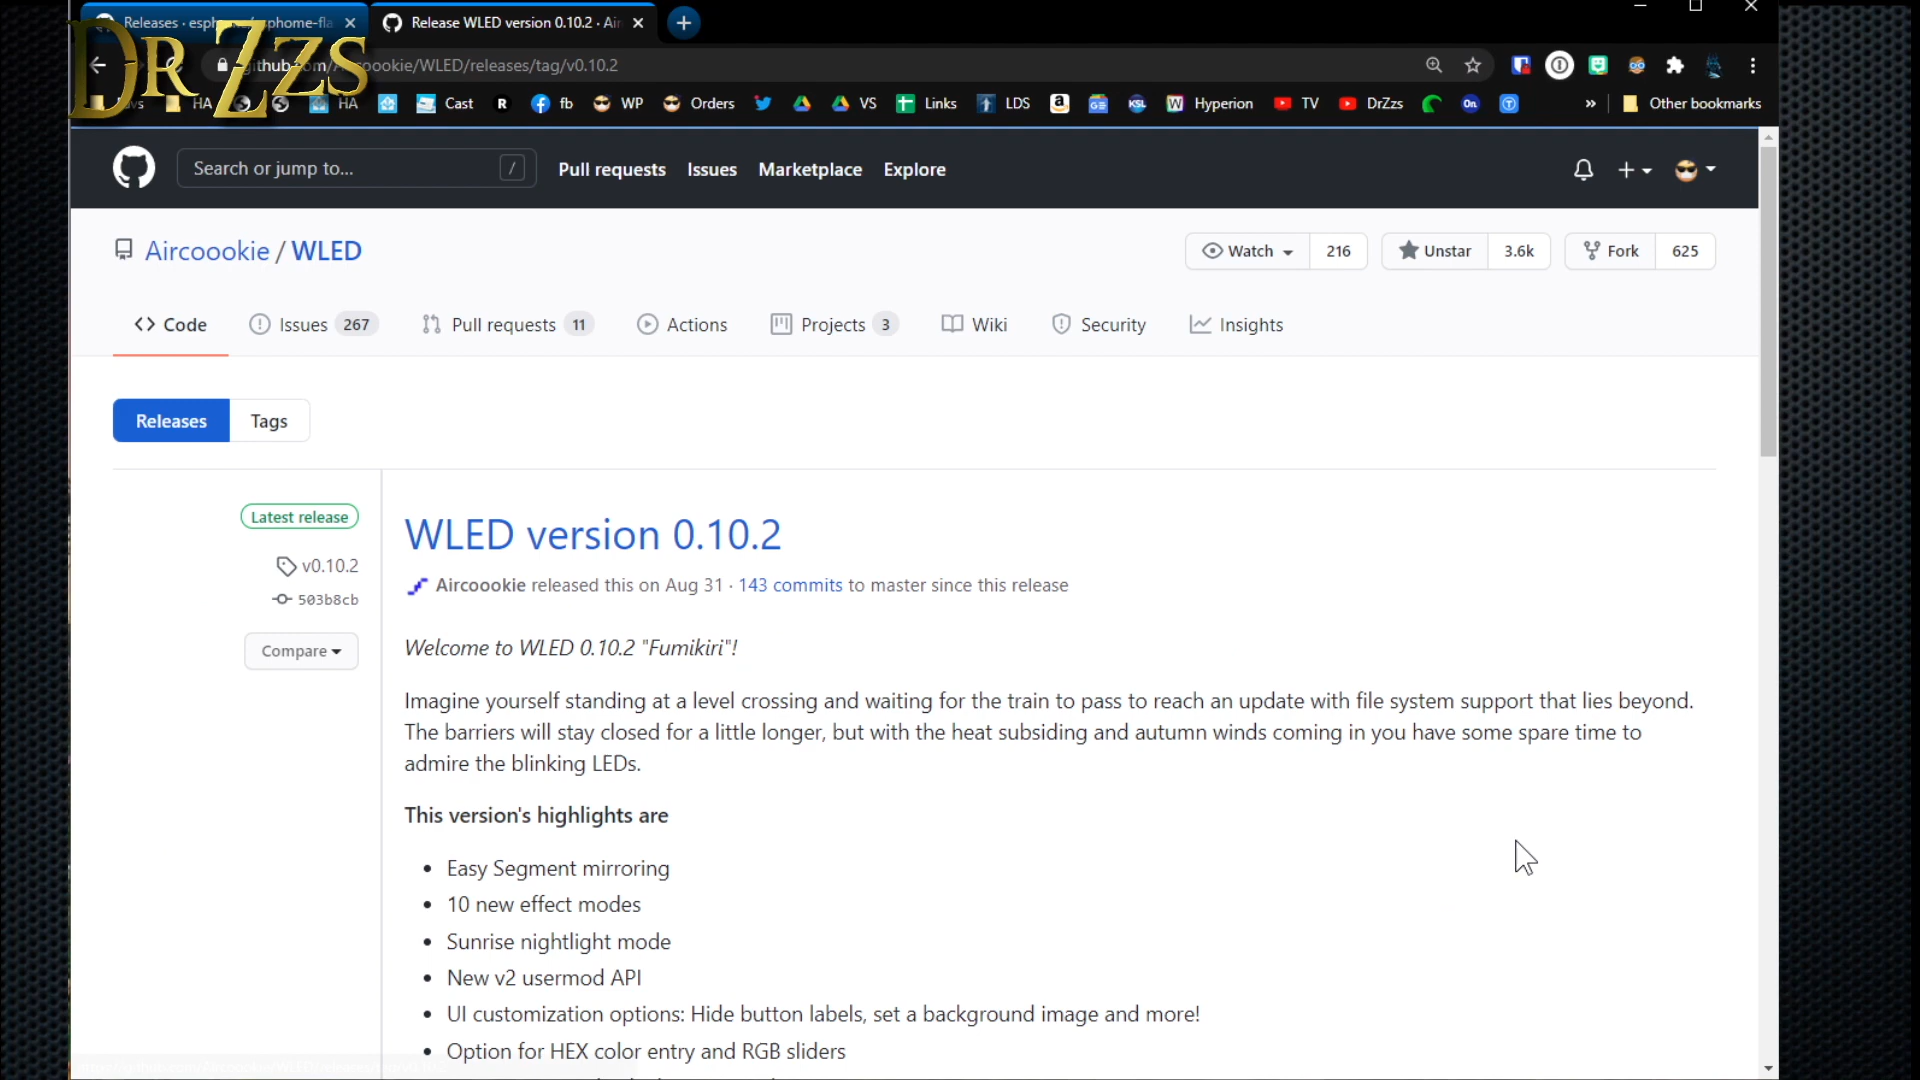 Releases · esp
phome-fla
Release WLED version 0.10.2 · Air
DRZZS
oookie/WLED/releases/tag/v0.10.2
HA
HA
Cast
R
fb
WP
Orders
VS
Links
LDS
KSL
Hyperion
TV
DrZzs
On.
»
Other bookmarks
Search or jump to...
/
Pull requests
Issues
Marketplace
Explore
Aircoookie / WLED
Watch
216
Unstar
3.6k
Fork
625
Code
Issues 267
Pull requests 11
Actions
Projects 3
Wiki
Security
Insights
Releases
Tags
Latest release
v0.10.2
503b8cb
Compare
WLED version 0.10.2
Aircoookie released this on Aug 31 · 143 commits to master since this release
Welcome to WLED 0.10.2 "Fumikiri"!
Imagine yourself standing at a level crossing and waiting for the train to pass to reach an update with file system support that lies beyond.
The barriers will stay closed for a little longer, but with the heat subsiding and autumn winds coming in you have some spare time to
admire the blinking LEDs.
This version's highlights are
• Easy Segment mirroring
• 10 new effect modes
• Sunrise nightlight mode
• New v2 usermod API
• UI customization options: Hide button labels, set a background image and more!
• Option for HEX color entry and RGB sliders